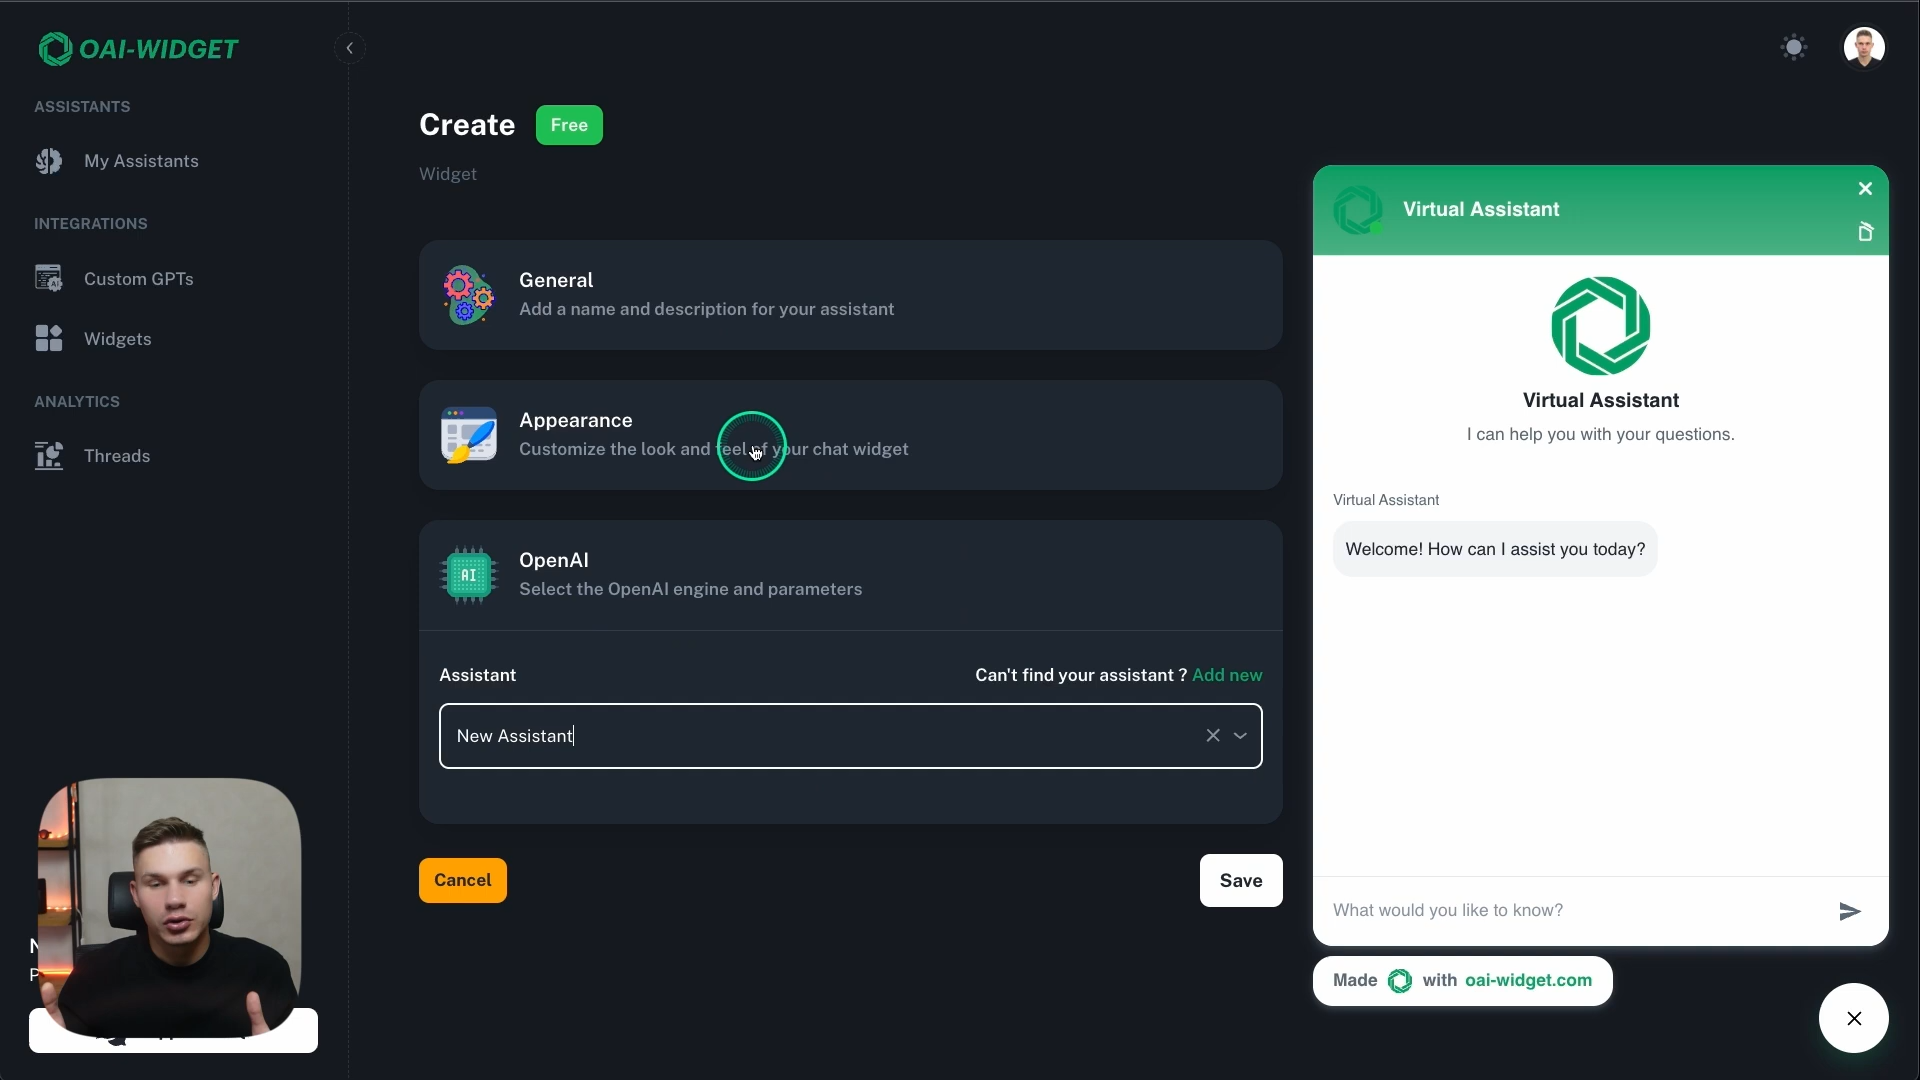 OAI-WIDGET
ASSISTANTS
My Assistants
INTEGRATIONS
Custom GPTs
Widgets
ANALYTICS
Threads
Create
Free
Widget
General
Add a name and description for your assistant
Appearance
Customize the look and feel of your chat widget
OpenAI
AI
Select the OpenAI engine and parameters
Assistant
Can't find your assistant ? Add new
New Assistant
Cancel
Save
Virtual Assistant
Virtual Assistant
I can help you with your questions.
Virtual Assistant
Welcome! How can I assist you today?
What would you like to know?
Made with oai-widget.com